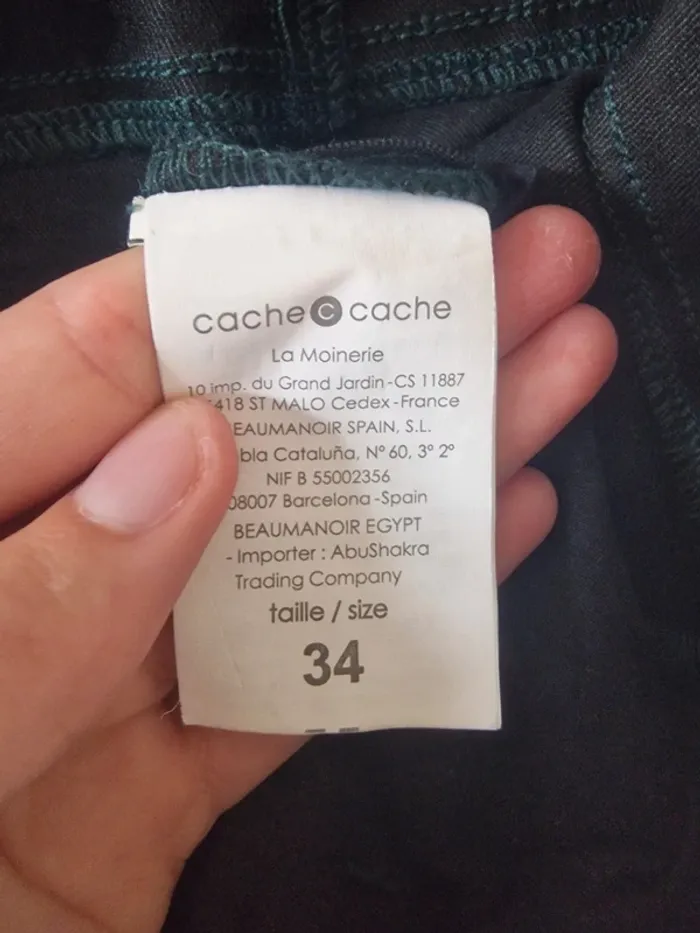 cache c cache
La Moinerie
10 imp. du Grand Jardin-CS 11887
418 ST MALO Cedex-France
EAUMANOIR SPAIN, S.L.
bla Cataluña, Nº 60, 3º 2º
NIF B 55002356
08007 Barcelona-Spain
BEAUMANOIR EGYPT
- Importer : AbuShakra
Trading Company
taille / size
34